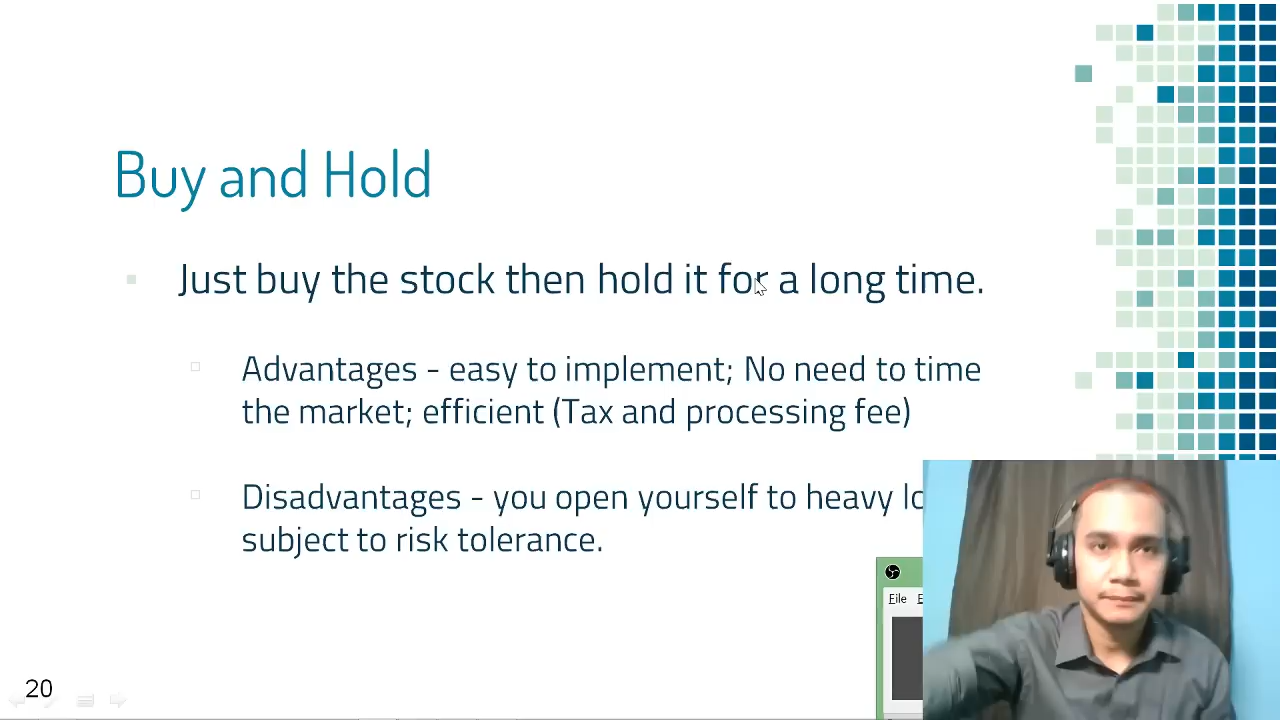 Buy and Hold
Just buy the stock then hold it for a long time.
Advantages - easy to implement; No need to time
the market; efficient (Tax and processing fee)
Disadvantages - you open yourself to heavy
subject to risk tolerance.
File
20